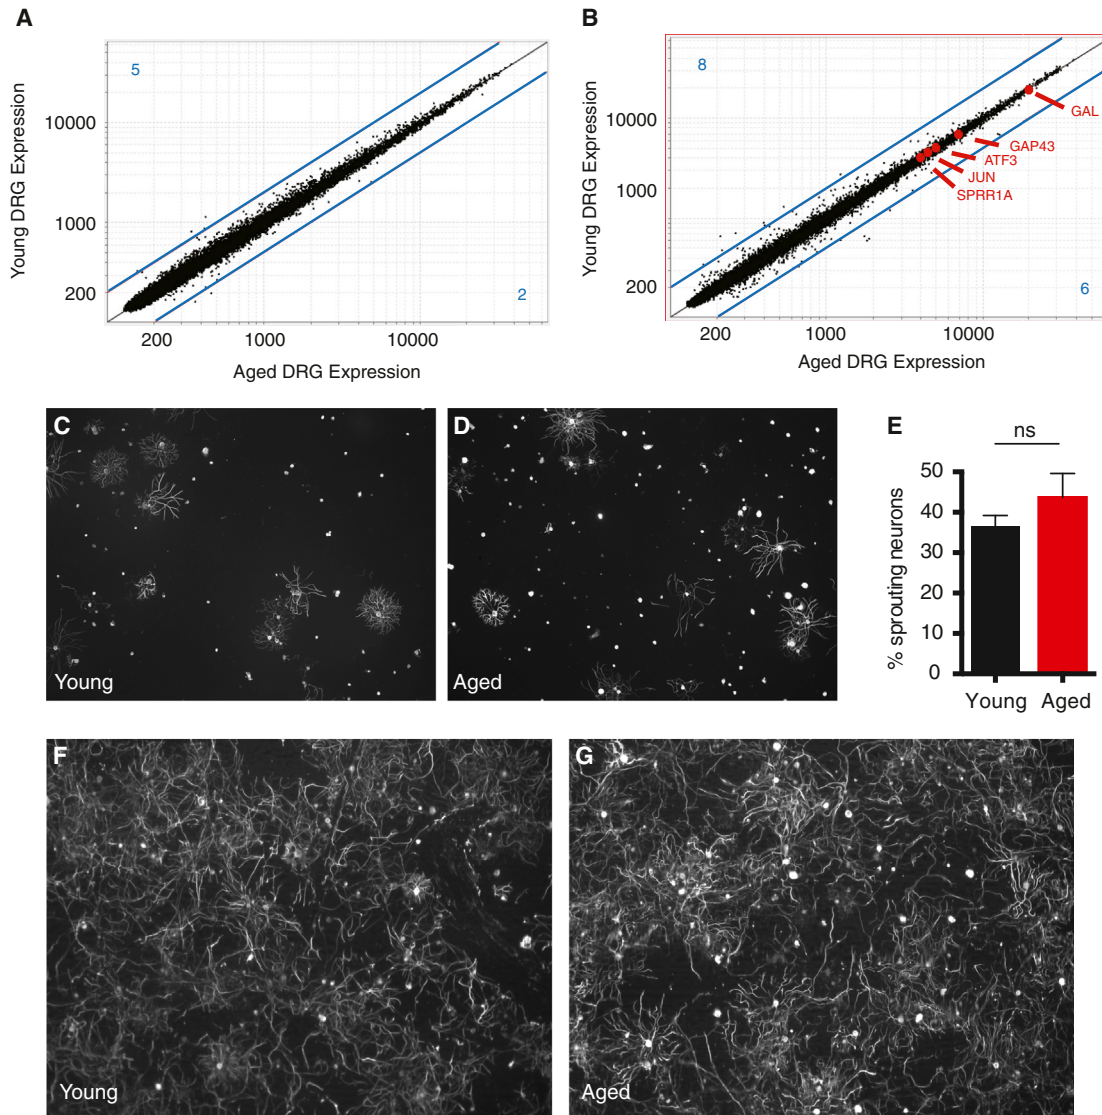 A
5
2
Young DRG Expression
10000
1000
200
200
1000
10000
Aged DRG Expression
B
8
6
GAL
GAP43
ATF3
JUN
SPRR1A
Young DRG Expression
10000
1000
200
200
1000
10000
Aged DRG Expression
C
Young
D
Aged
E
ns
% sprouting neurons
50
40
30
20
10
0
Young
Aged
F
Young
G
Aged